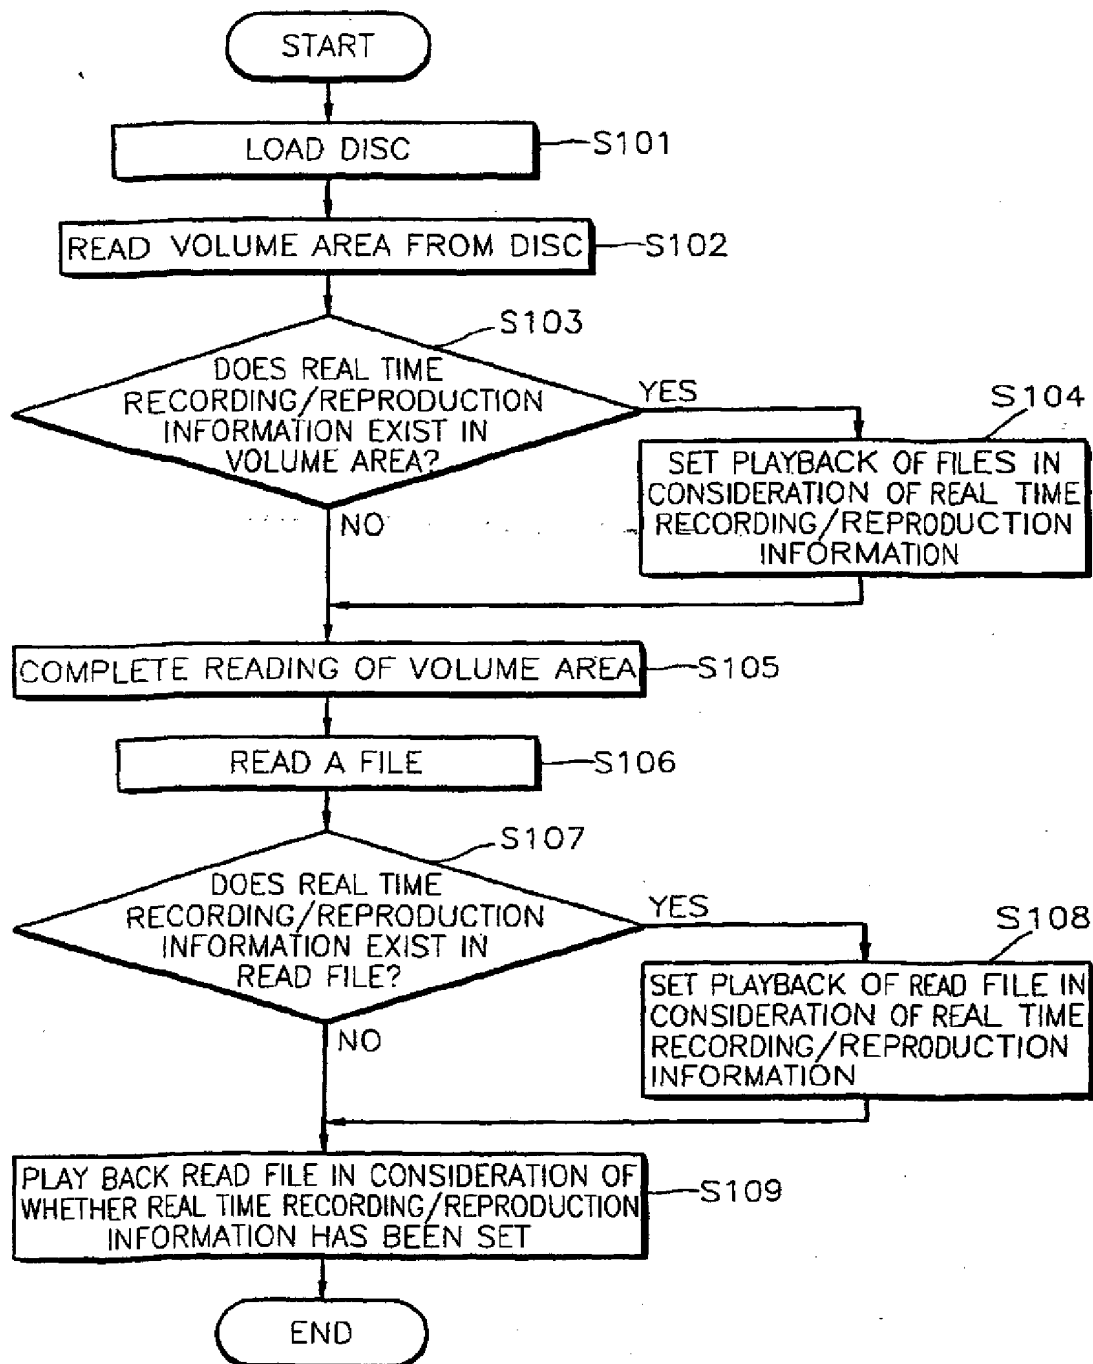 START
LOAD DISC
S101
READ VOLUME AREA FROM DISC
S102
S103
DOES REAL TIME
RECORDING/REPRODUCTION
INFORMATION EXIST IN
VOLUME AREA?
YES
NO
S104
SET PLAYBACK OF FILES IN
CONSIDERATION OF REAL TIME
RECORDING/REPRODUCTION
INFORMATION
COMPLETE READING OF VOLUME AREA
S105
READ A FILE
S106
S107
DOES REAL TIME
RECORDING/REPRODUCTION
INFORMATION EXIST IN
READ FILE?
YES
NO
S108
SET PLAYBACK OF READ FILE IN
CONSIDERATION OF REAL TIME
RECORDING/REPRODUCTION
INFORMATION
PLAY BACK READ FILE IN CONSIDERATION OF
WHETHER REAL TIME RECORDING/REPRODUCTION
INFORMATION HAS BEEN SET
S109
END